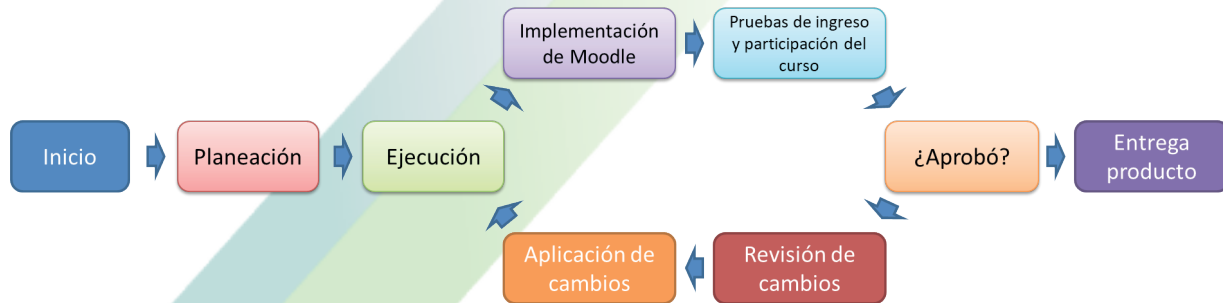 Inicio
Planeación
Ejecución
Implementación
de Moodle
Pruebas de ingreso
y participación del
curso
¿Aprobó?
Entrega
producto
Revisión de
cambios
Aplicación de
cambios